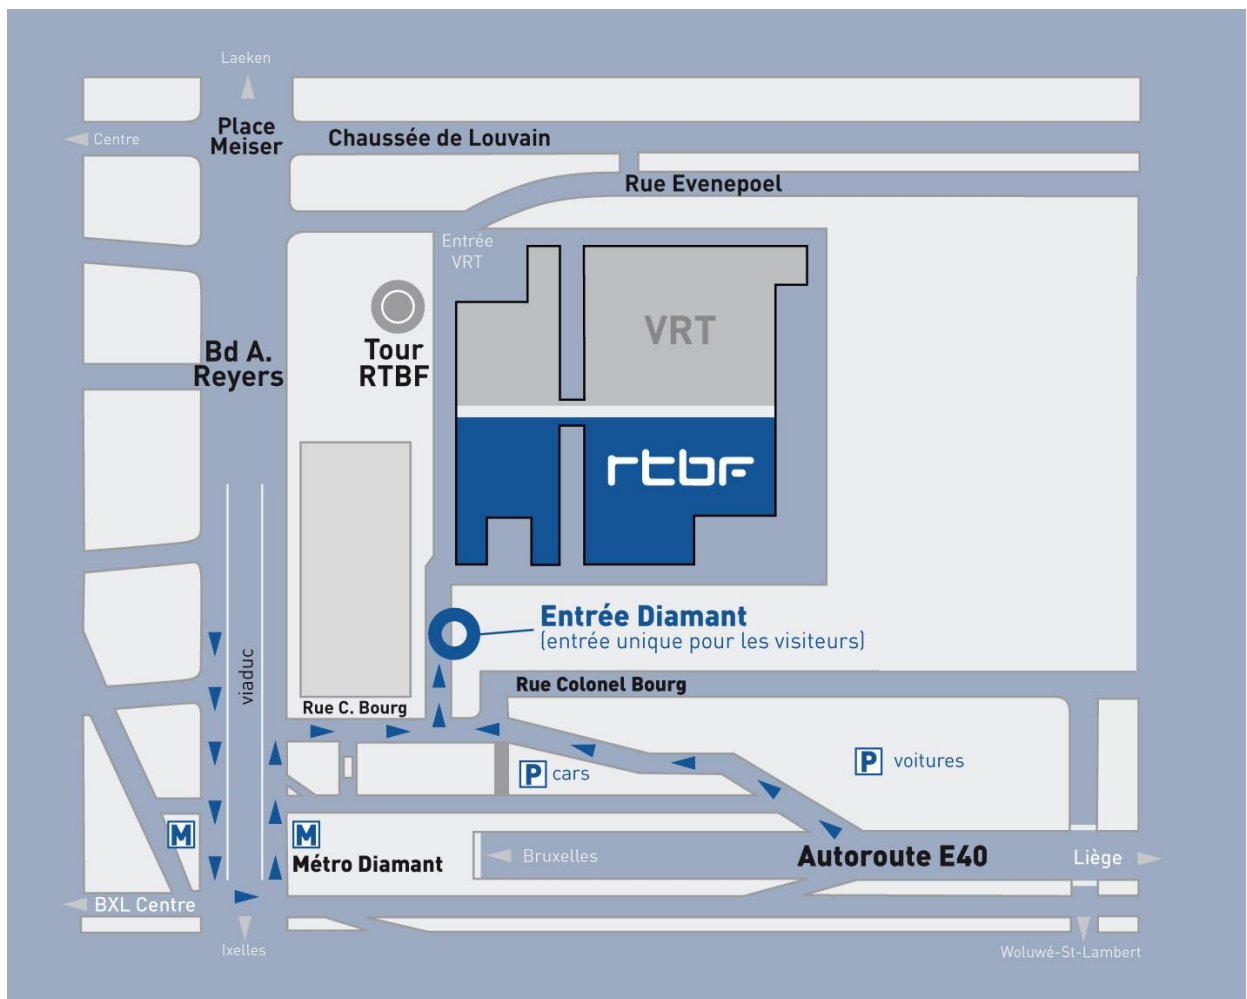 Laeken
Place
Meiser
Centre
Chaussée de Louvain
Rue Evenepoel
Entrée
VRT
VRT
Bd A.
Reyers
Tour
RTBF
rtbf
Entrée Diamant
(entrée unique pour les visiteurs)
viaduc
Rue Colonel Bourg
Rue C. Bourg
P voitures
P cars
M
M
Métro Diamant
Bruxelles
Autoroute E40
Liège
BXL Centre
Ixelles
Woluwé-St-Lambert